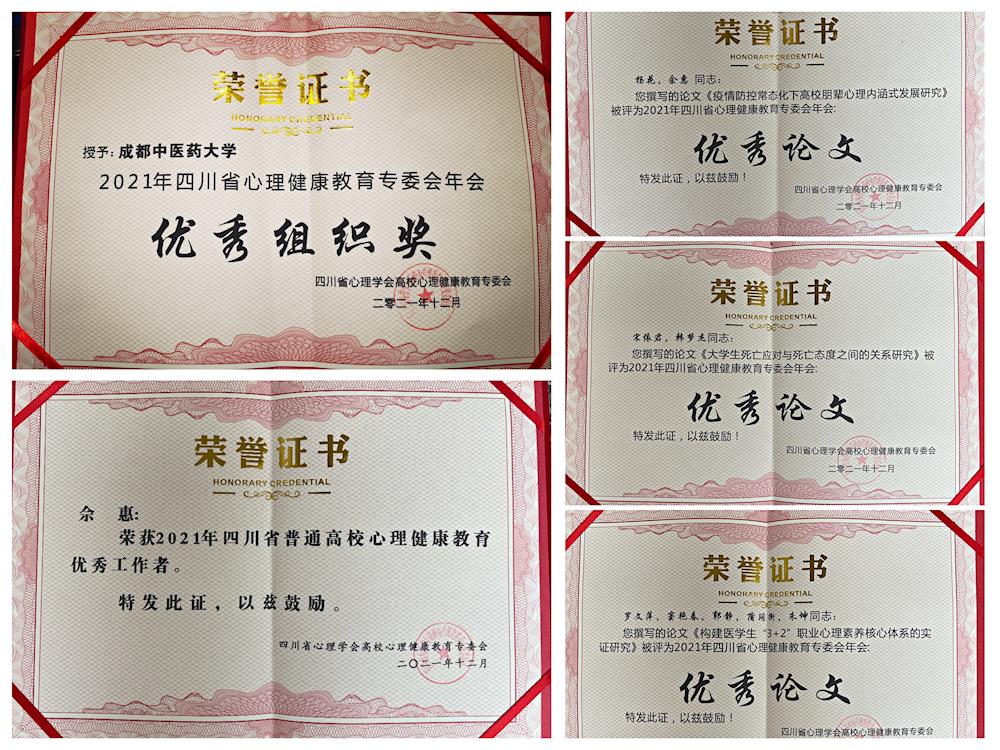 荣誉证书
HONORARY CREDENTIAL
授予:成都中医药大学
2021年四川省心理健康教育专委会年会
优秀组织奖
四川省心理学会高校心理健康教育专委会
二零二一年十二月
荣誉证书
HONORARY CREDENTIAL
佘 惠:
荣获2021年四川省普通高校心理健康教育
优秀工作者。
特发此证，以兹鼓励。
四川省心理学会高校心理健康教育专委会
二〇二一年十二月
荣誉证书
HONORARY CREDENTIAL
杨苑，佘惠 同志：
您撰写的论文《疫情防控常态化下高校朋辈心理内涵式发展研究》
被评为2021年四川省心理健康教育专委会年会:
优秀论文
特发此证，以兹鼓励！
四川省心理学会高校心理健康教育专委会
二零二一年十二月
荣誉证书
HONORARY CREDENTIAL
宋依君，韩梦杰同志：
您撰写的论文《大学生死亡应对与死亡态度之间的关系研究》被
评为2021年四川省心理健康教育专委会年会:
优秀论文
特发此证，以兹鼓励！
四川省心理学会高校心理健康教育专委会
二零二一年十二月
荣誉证书
HONORARY CREDENTIAL
罗文萍，窦艳春，郭静，蒲丽衡，朱坤同志：
您撰写的论文《构建医学生“3+2”职业心理素养核心体系的实
证研究》被评为2021年四川省心理健康教育专委会年会:
优秀论文
特发此证，以兹鼓励！
四川省心理学会高校心理健康教育专委会